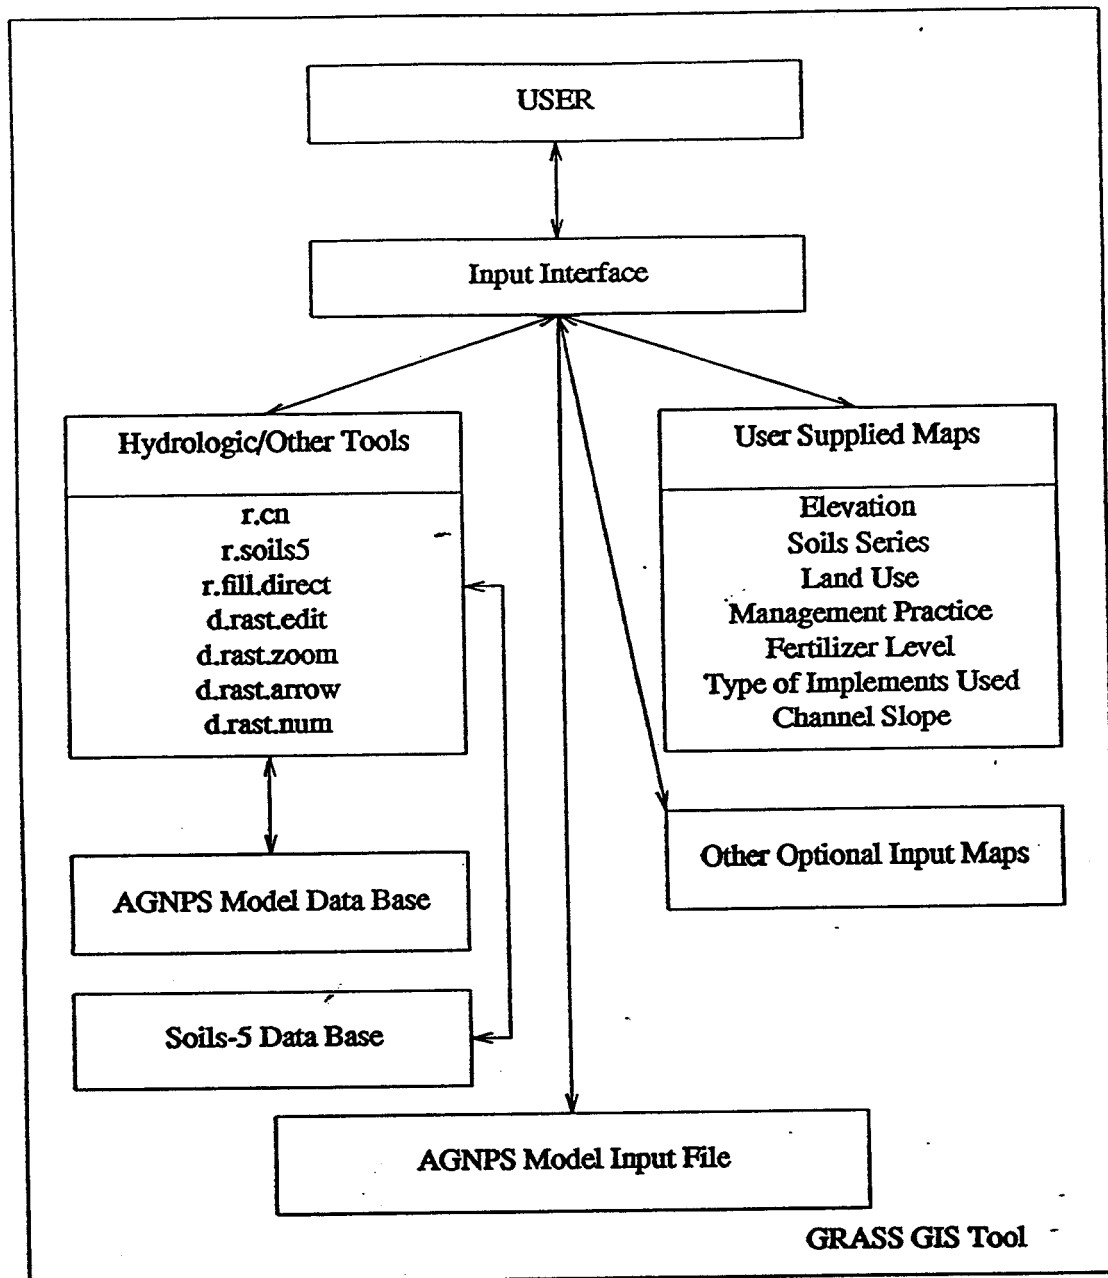 USER
Input Interface
Hydrologic/Other Tools
r.cn
r.soils5
r.fill.direct
d.rast.edit
d.rast.zoom
d.rast.arrow
d.rast.num
User Supplied Maps
Elevation
Soils Series
Land Use
Management Practice
Fertilizer Level
Type of Implements Used
Channel Slope
Other Optional Input Maps
AGNPS Model Data Base
Soils-5 Data Base
AGNPS Model Input File
GRASS GIS Tool